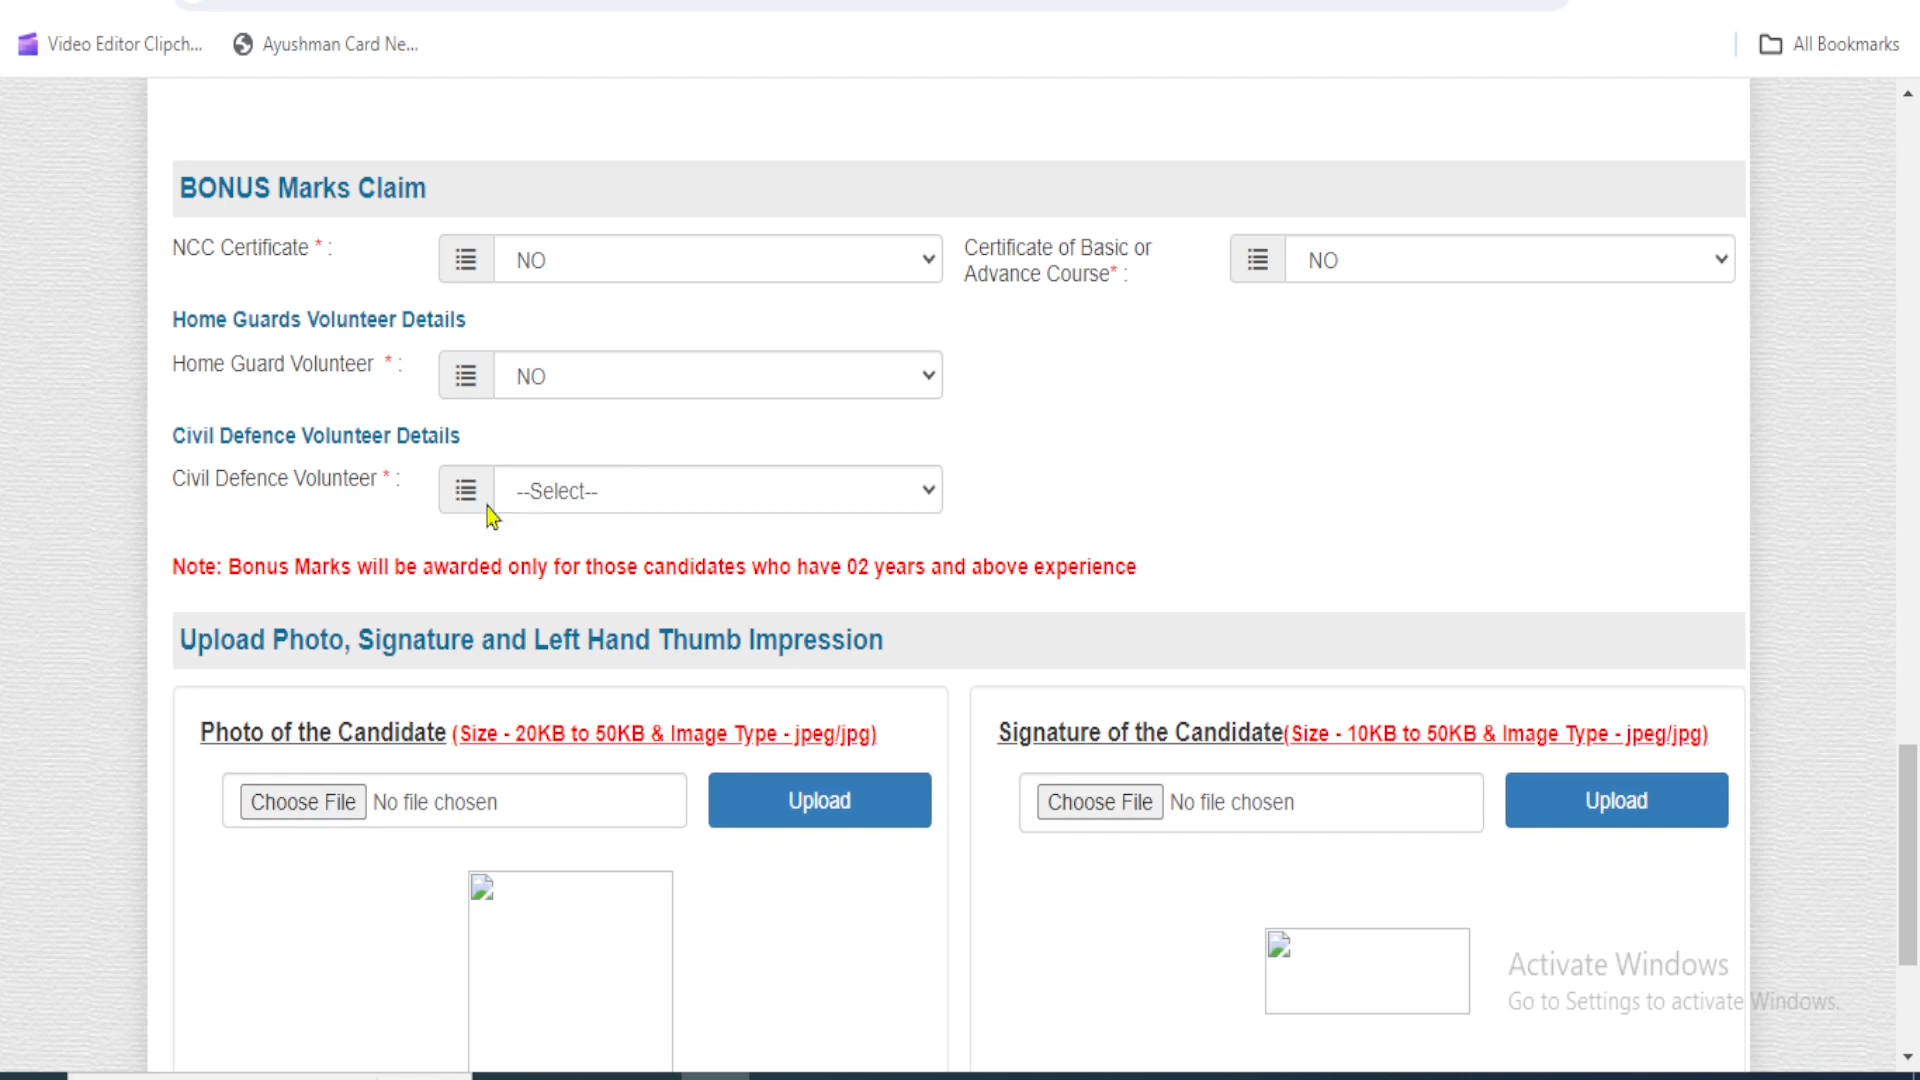 Video Editor Clipch... Ayushman Card Ne... All Bookmarks
BONUS Marks Claim
NCC Certificate * : NO Certificate of Basic or Advance Course* : NO
Home Guards Volunteer Details
Home Guard Volunteer * : NO
Civil Defence Volunteer Details
Civil Defence Volunteer * : --Select--
Note: Bonus Marks will be awarded only for those candidates who have 02 years and above experience
Upload Photo, Signature and Left Hand Thumb Impression
Photo of the Candidate (Size - 20KB to 50KB & Image Type - jpeg/jpg)
Choose File No file chosen Upload
Signature of the Candidate(Size - 10KB to 50KB & Image Type - jpeg/jpg)
Choose File No file chosen Upload
Activate Windows
Go to Settings to activate Windows.